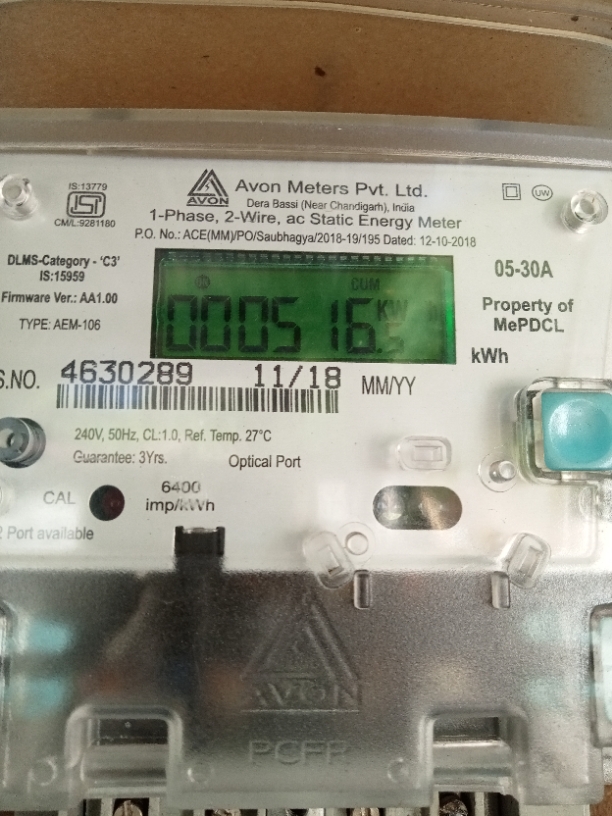 IS:13779
ISI
CM/L:9281180
AVON
Avon Meters Pvt. Ltd.
Dera Bassi (Near Chandigarh), India
1-Phase, 2-Wire, ac Static Energy Meter
P.O. No.: ACE(MM)/PO/Saubhagya/2018-19/195 Dated: 12-10-2018
UW
DLMS-Category - 'C3'
IS:15959
Firmware Ver.: AA1.00
TYPE: AEM-106
CUM
000516.5 KW
kWh
05-30A
Property of
MePDCL
S.NO. 4630289 11/18 MM/YY
240V, 50Hz, CL:1.0, Ref. Temp. 27°C
Guarantee: 3Yrs. Optical Port
CAL
6400
imp/kWh
Port available
AVON